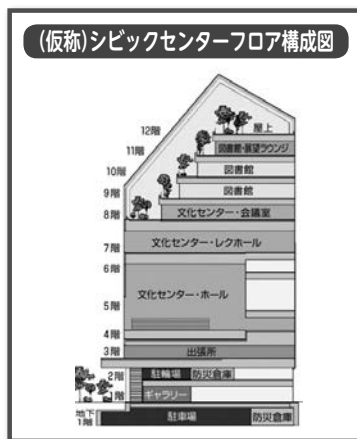 (仮称)シビックセンターフロア構成図
屋上
12階
図書館・展望ラウンジ
11階
図書館
10階
図書館
9階
文化センター・会議室
8階
文化センター・レクホール
7階
6階
文化センター・ホール
5階
4階
出張所
3階
駐輪場 防災倉庫
2階
ギャラリー
1階
駐車場 防災倉庫
地下
1階